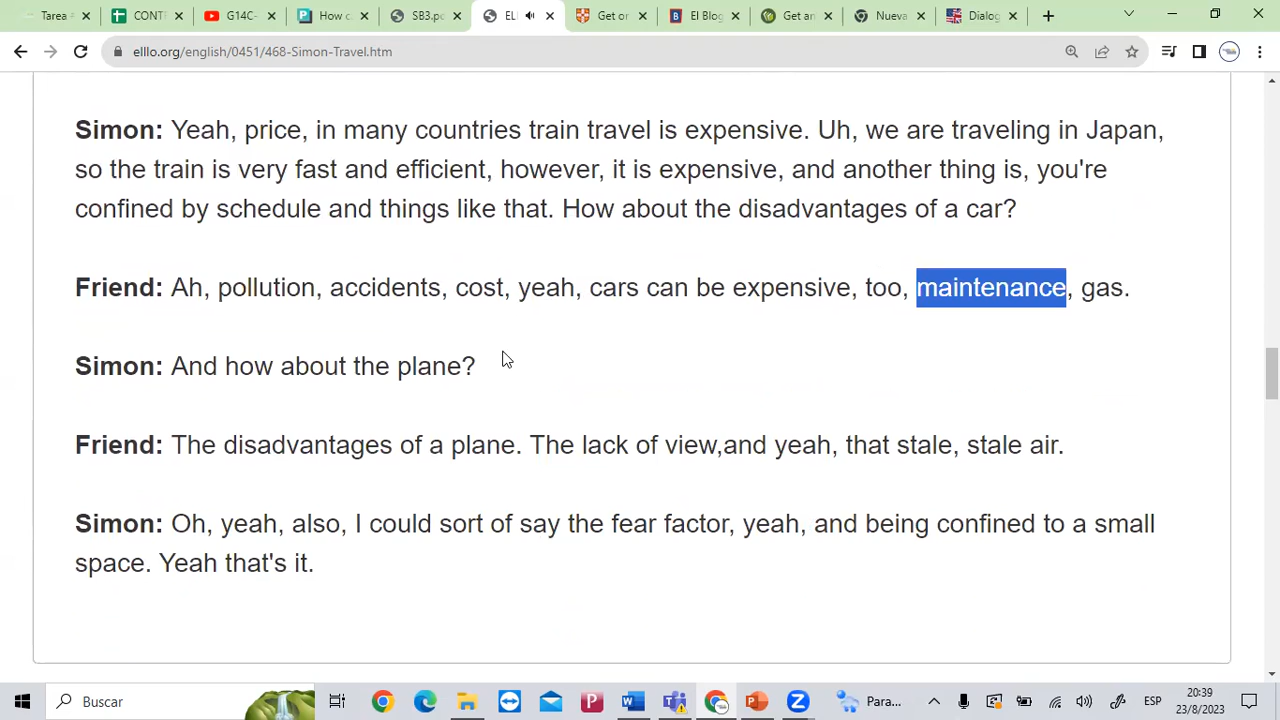 Tarea
CONTI
G14C-
How c
SB3.pc
EL
Get or
El Blog
Get ar
Nueva
Dialog
elllo.org/english/0451/468-Simon-Travel.htm
Simon: Yeah, price, in many countries train travel is expensive. Uh, we are traveling in Japan,
so the train is very fast and efficient, however, it is expensive, and another thing is, you're
confined by schedule and things like that. How about the disadvantages of a car?
Friend: Ah, pollution, accidents, cost, yeah, cars can be expensive, too, maintenance, gas.
Simon: And how about the plane?
Friend: The disadvantages of a plane. The lack of view,and yeah, that stale, stale air.
Simon: Oh, yeah, also, I could sort of say the fear factor, yeah, and being confined to a small
space. Yeah that's it.
Buscar
Para...
ESP
20:39
23/8/2023